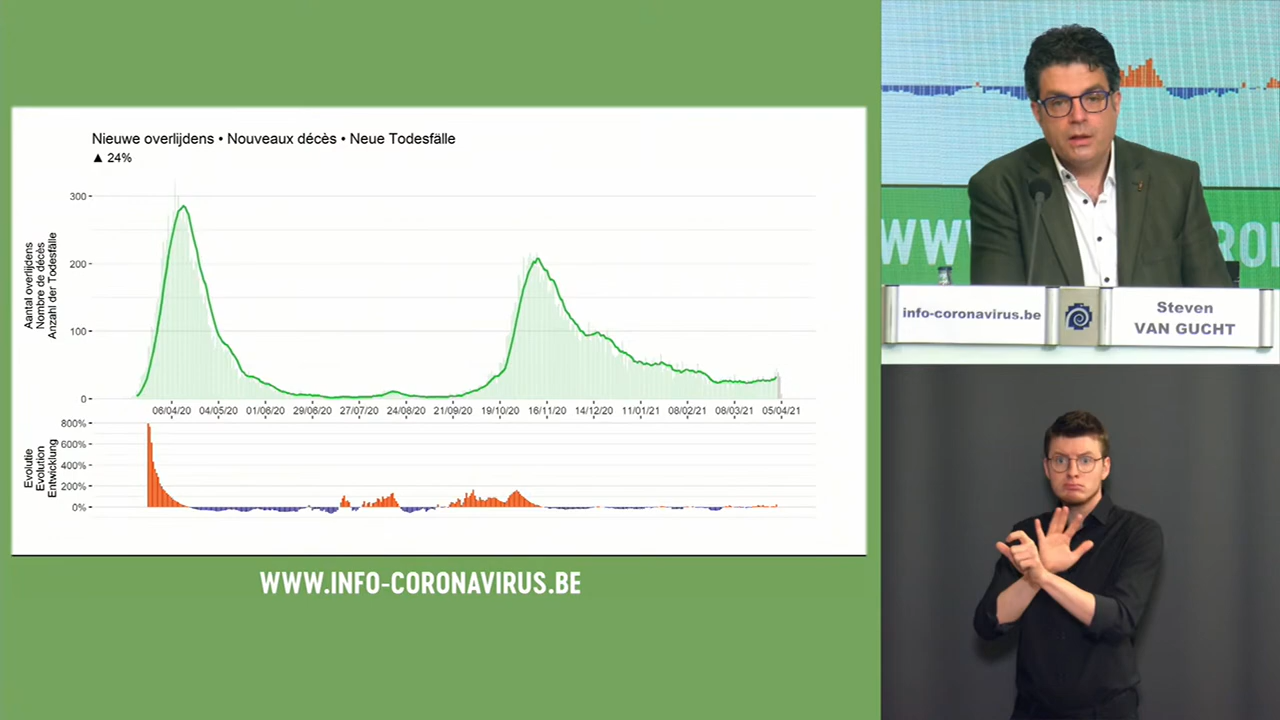 Nieuwe overlijdens • Nouveaux décès • Neue Todesfälle
▲ 24%
Aantal overlijdens
Nombre de décès
Anzahl der Todesfälle
300
200
100
0
06/04/20 04/05/20 01/06/20 29/06/20 27/07/20 24/08/20 21/09/20 19/10/20 16/11/20 14/12/20 11/01/21 08/02/21 08/03/21 05/04/21
Evolutie
Evolution
Entwicklung
800%
600%
400%
200%
0%
WWW.INFO-CORONAVIRUS.BE
WW
ROI
info-coronavirus.be
Steven
VAN GUCHT